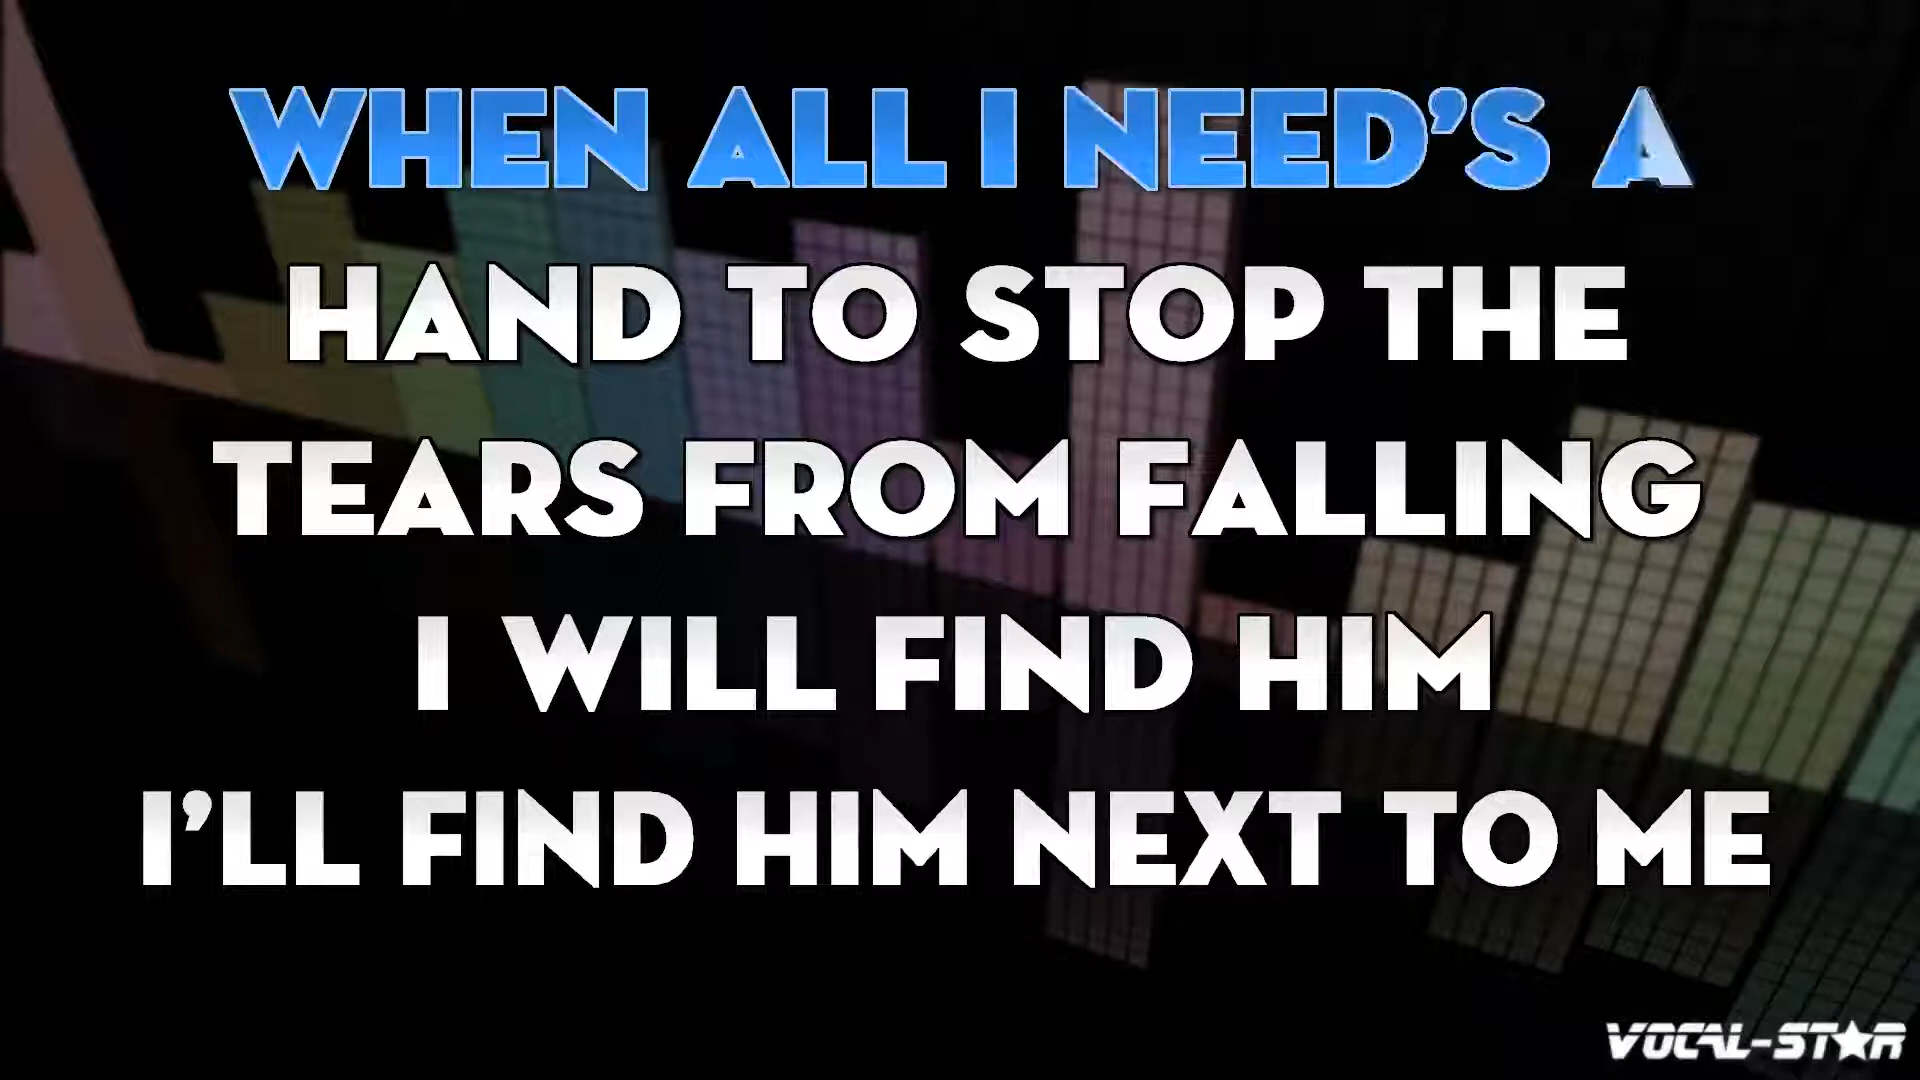 WHEN ALL I NEED’S A
HAND TO STOP THE
TEARS FROM FALLING
I WILL FIND HIM
I’LL FIND HIM NEXT TO ME
VOCAL-STAR